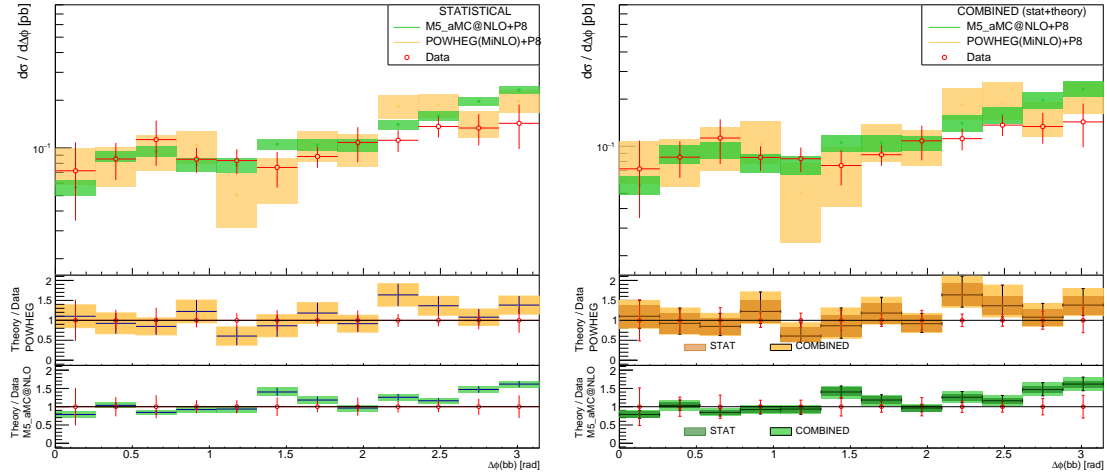 STATISTICAL
M5_aMC@NLO+P8
POWHEG(MiNLO)+P8
Data
dσ / dΔϕ [pb]
10⁻¹
Theory / Data
POWHEG
2
1.5
1
0.5
0
Theory / Data
M5_aMC@NLO
2
1.5
1
0.5
0
0 0.5 1 1.5 2 2.5 3
Δϕ(bb) [rad]
COMBINED (stat+theory)
M5_aMC@NLO+P8
POWHEG(MiNLO)+P8
Data
dσ / dΔϕ [pb]
10⁻¹
Theory / Data
POWHEG
2
1.5
1
0.5
0
STAT COMBINED
Theory / Data
M5_aMC@NLO
2
1.5
1
0.5
0
STAT COMBINED
0 0.5 1 1.5 2 2.5 3
Δϕ(bb) [rad]